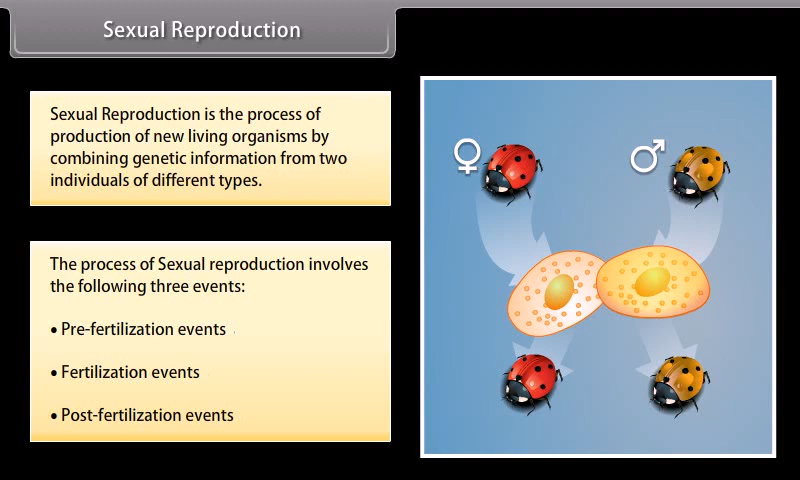 Sexual Reproduction
Sexual Reproduction is the process of
production of new living organisms by
combining genetic information from two
individuals of different types.
The process of Sexual reproduction involves
the following three events:
• Pre-fertilization events
• Fertilization events
• Post-fertilization events
♀
♂